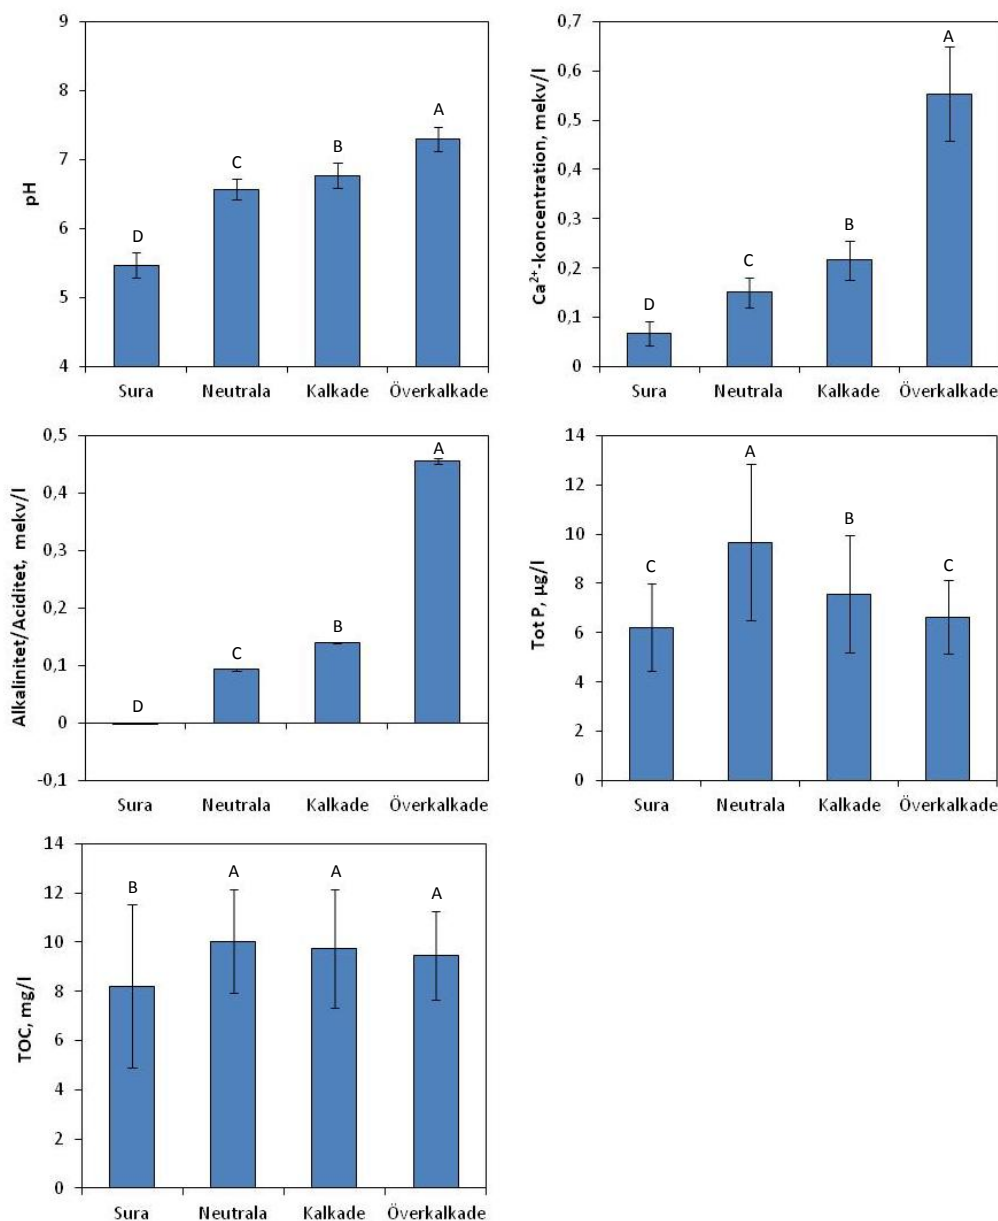 pH
9
8
7
6
5
4
D
C
B
A
Sura Neutrala Kalkade Överkalkade
Ca²⁺-koncentration, mekv/l
0,7
0,6
0,5
0,4
0,3
0,2
0,1
0
D
C
B
A
Sura Neutrala Kalkade Överkalkade
Alkalinitet/Aciditet, mekv/l
0,5
0,4
0,3
0,2
0,1
0
-0,1
D
C
B
A
Sura Neutrala Kalkade Överkalkade
Tot P, µg/l
14
12
10
8
6
4
2
0
C
A
B
C
Sura Neutrala Kalkade Överkalkade
TOC, mg/l
14
12
10
8
6
4
2
0
B
A
A
A
Sura Neutrala Kalkade Överkalkade